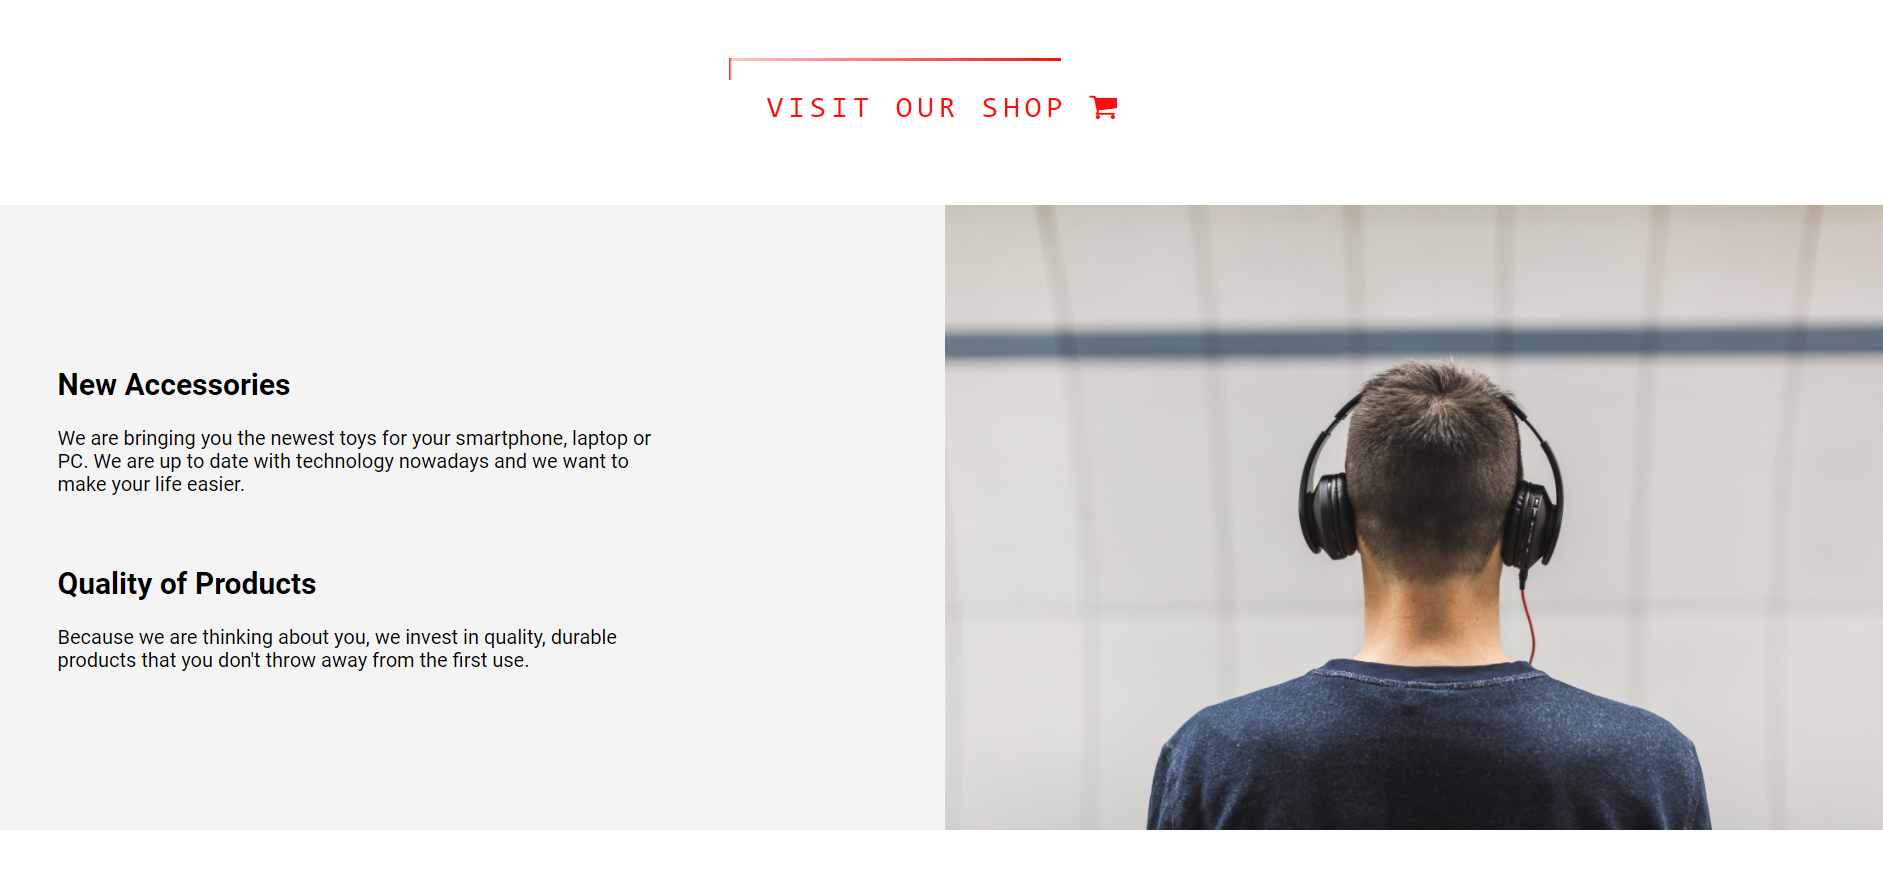 VISIT OUR SHOP
New Accessories
We are bringing you the newest toys for your smartphone, laptop or
PC. We are up to date with technology nowadays and we want to
make your life easier.
Quality of Products
Because we are thinking about you, we invest in quality, durable
products that you don't throw away from the first use.